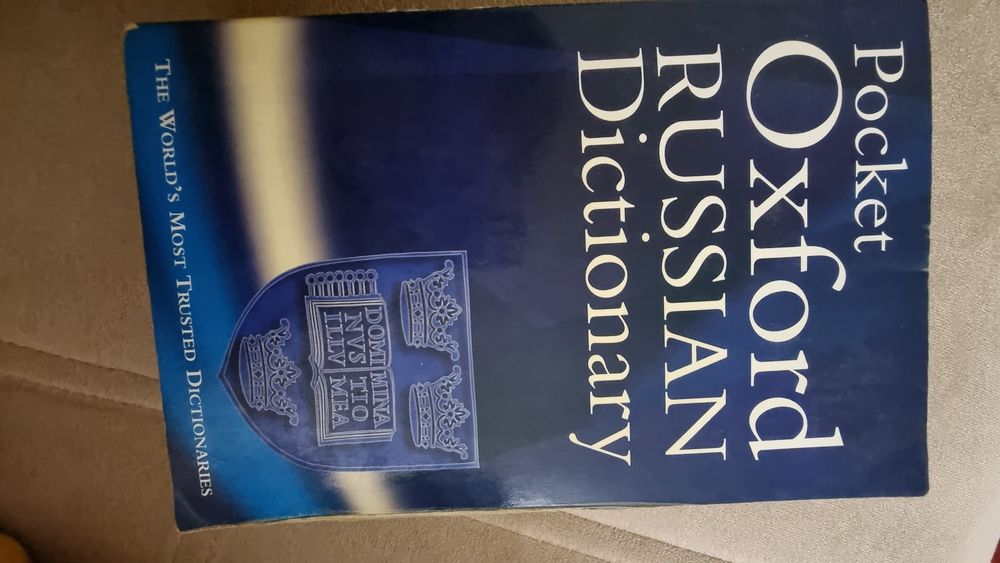 Pocket
Oxford
RUSSIAN
Dictionary
DOMI MINA
NVS TIO
ILLV MEA
THE WORLD'S MOST TRUSTED DICTIONARIES